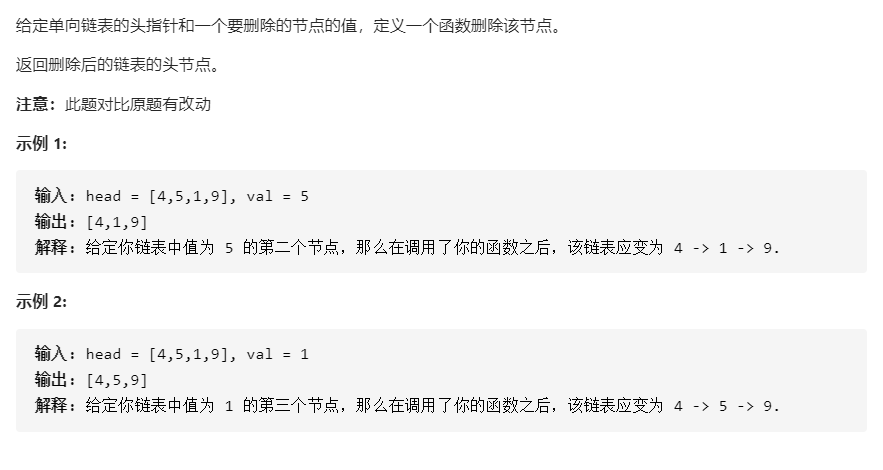 给定单向链表的头指针和一个要删除的节点的值，定义一个函数删除该节点。
返回删除后的链表的头节点。
注意：此题对比原题有改动
示例 1:
输入：head = [4,5,1,9], val = 5
输出：[4,1,9]
解释：给定你链表中值为 5 的第二个节点，那么在调用了你的函数之后，该链表应变为 4 -> 1 -> 9.
示例 2:
输入：head = [4,5,1,9], val = 1
输出：[4,5,9]
解释：给定你链表中值为 1 的第三个节点，那么在调用了你的函数之后，该链表应变为 4 -> 5 -> 9.